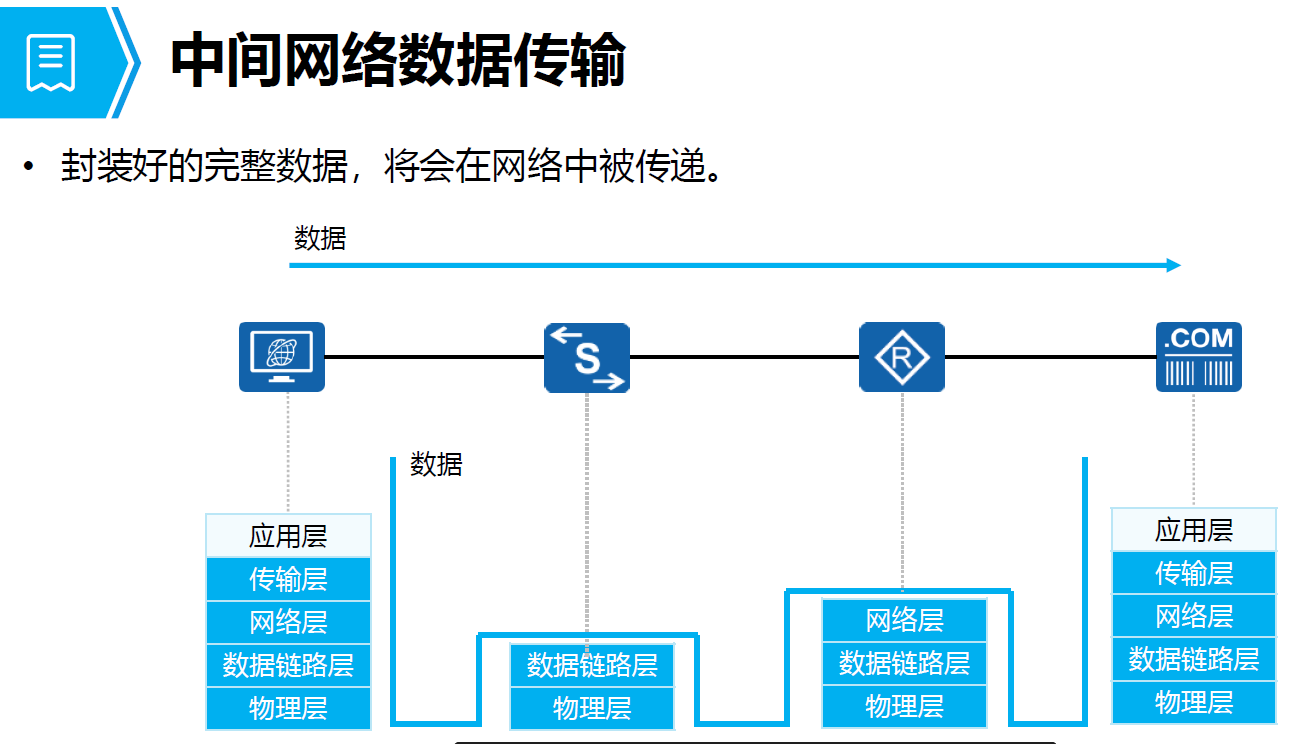 中间网络数据传输
• 封装好的完整数据，将会在网络中被传递。
数据
S
R
.COM
数据
应用层
传输层
网络层
数据链路层
物理层
数据链路层
物理层
网络层
数据链路层
物理层
应用层
传输层
网络层
数据链路层
物理层